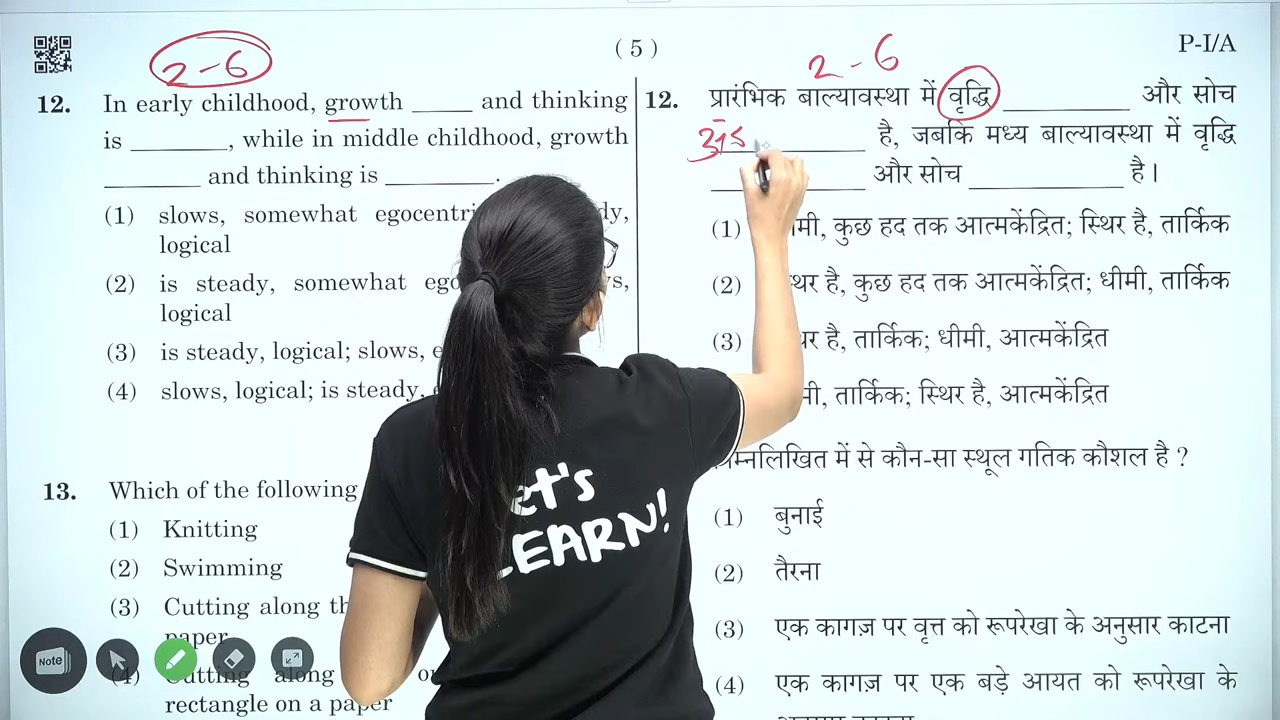 ( 5 )
P-I/A
2-6
12. In early childhood, growth _____ and thinking
is _________, while in middle childhood, growth
_________ and thinking is __________.
(1) slows, somewhat egocentri
logical
(2) is steady, somewhat ego
logical
(3) is steady, logical; slows, e
(4) slows, logical; is steady,
13. Which of the following
(1) Knitting
(2) Swimming
(3) Cutting along th
paper
(4) Cutting along
rectangle on a paper
Note
Let's
LEARN!
2-6
12. प्रारंभिक बाल्यावस्था में वृद्धि __________ और सोच
____________ है, जबकि मध्य बाल्यावस्था में वृद्धि
____________ और सोच ____________ है।
(1) मी, कुछ हद तक आत्मकेंद्रित; स्थिर है, तार्किक
(2) थर है, कुछ हद तक आत्मकेंद्रित; धीमी, तार्किक
(3) है, तार्किक; धीमी, आत्मकेंद्रित
मी, तार्किक; स्थिर है, आत्मकेंद्रित
निम्नलिखित में से कौन-सा स्थूल गतिक कौशल है ?
(1) बुनाई
(2) तैरना
(3) एक कागज़ पर वृत्त को रूपरेखा के अनुसार काटना
(4) एक कागज़ पर एक बड़े आयत को रूपरेखा के